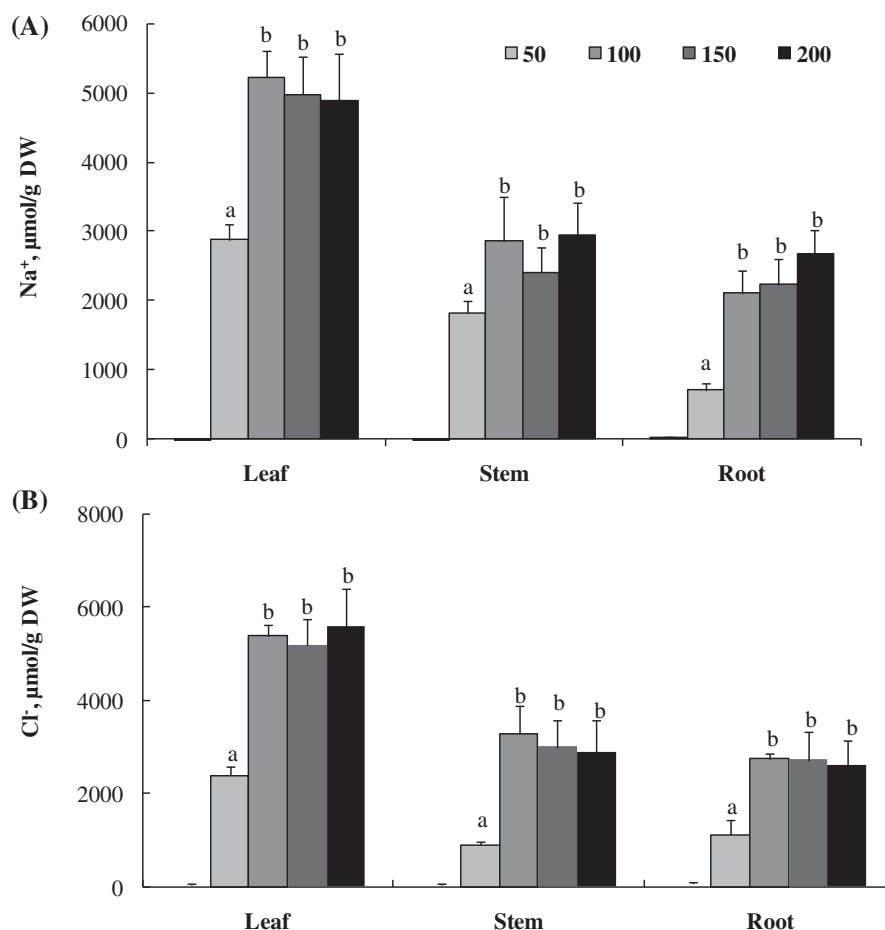 (A)
6000
5000
4000
3000
2000
1000
0
Na⁺, µmol/g DW
50 100 150 200
b b b
a
b b b
a
b b b
a
Leaf Stem Root
(B)
8000
6000
4000
2000
0
Cl⁻, µmol/g DW
b b b
a
b b b
a
b b b
a
Leaf Stem Root